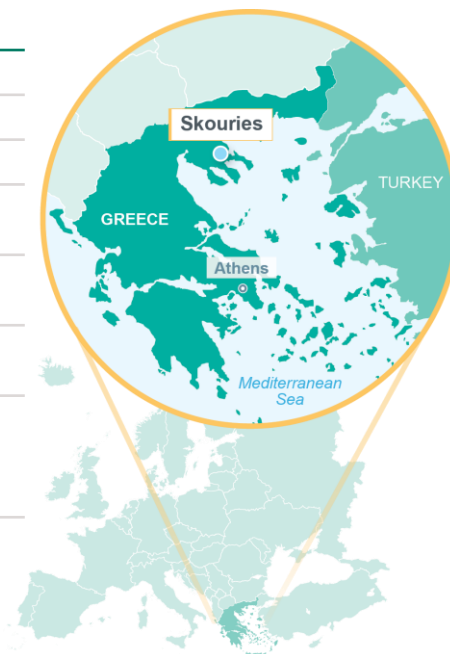 Skouries
TURKEY
GREECE
Athens
Mediterranean
Sea